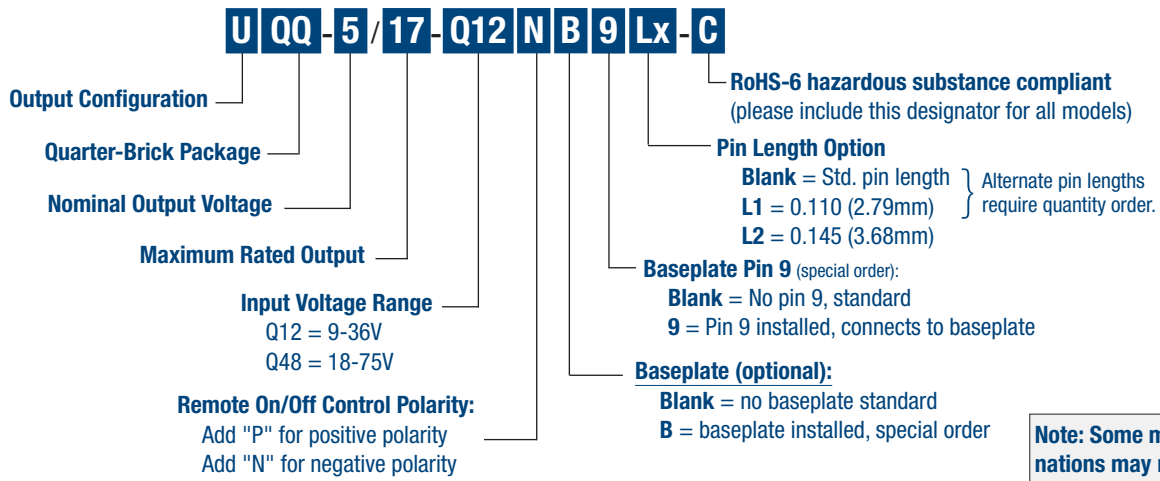 U QQ - 5 / 17 - Q12 N B 9 Lx - C
Output Configuration
Quarter-Brick Package
Nominal Output Voltage
Maximum Rated Output
Input Voltage Range
Q12 = 9-36V
Q48 = 18-75V
Remote On/Off Control Polarity:
Add "P" for positive polarity
Add "N" for negative polarity
RoHS-6 hazardous substance compliant
(please include this designator for all models)
Pin Length Option
Blank = Std. pin length
L1 = 0.110 (2.79mm)
L2 = 0.145 (3.68mm)
Alternate pin lengths
require quantity order.
Baseplate Pin 9 (special order):
Blank = No pin 9, standard
9 = Pin 9 installed, connects to baseplate
Baseplate (optional):
Blank = no baseplate standard
B = baseplate installed, special order
Note: Some
nations may